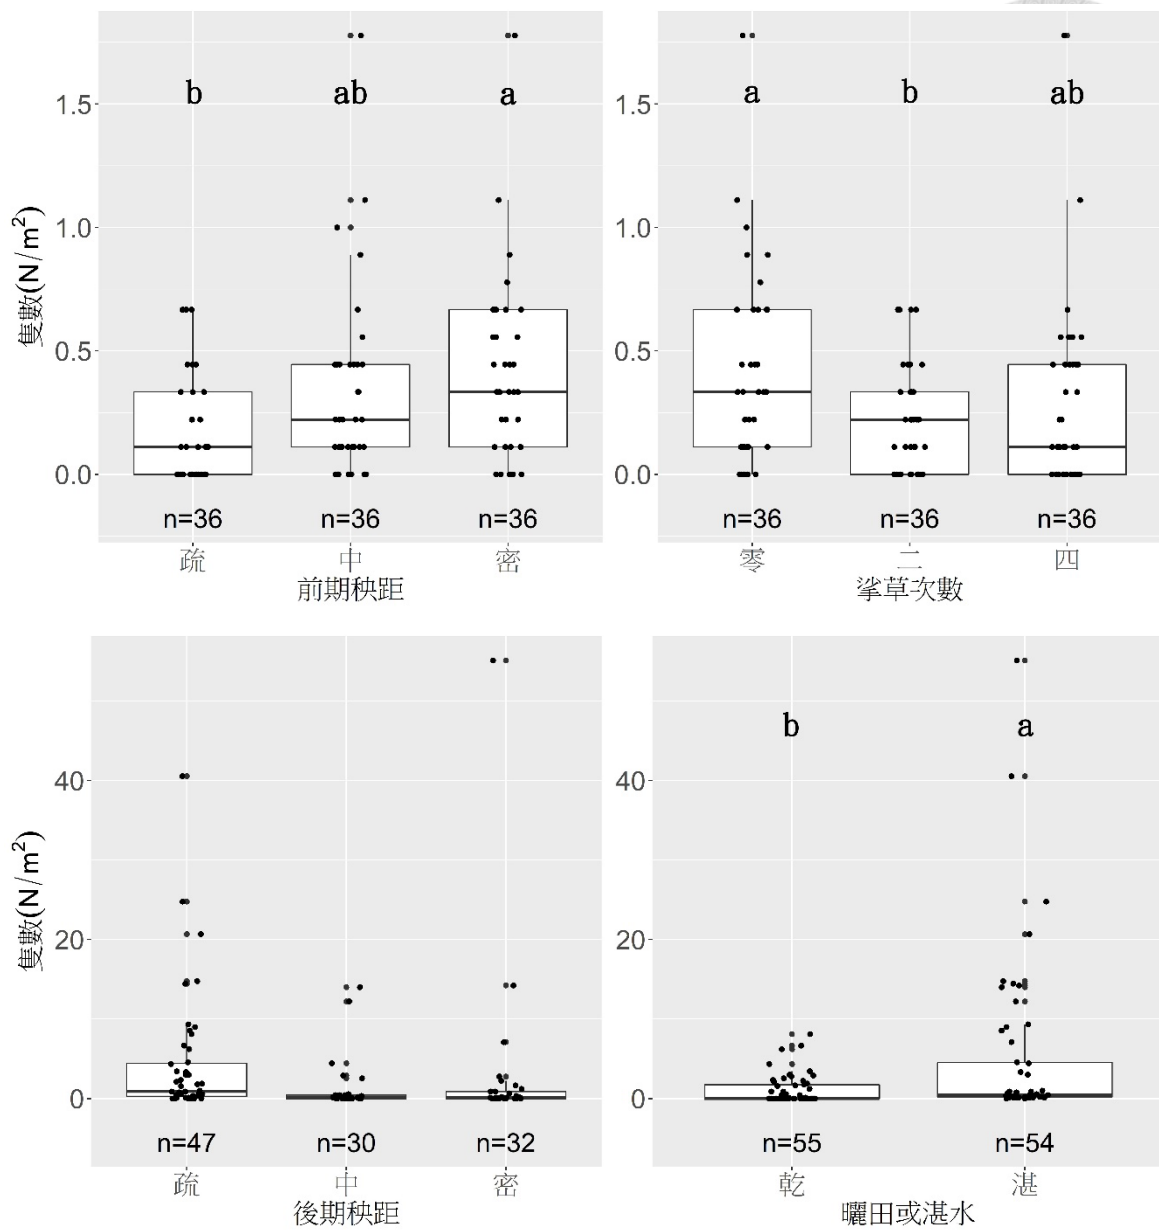 b ab a
1.5
1.0
0.5
0.0
隻數(N/m²)
n=36 n=36 n=36
疏 中 密
前期秧距
a b ab
1.5
1.0
0.5
0.0
n=36 n=36 n=36
零 二 四
挲草次數
40
20
0
隻數(N/m²)
n=47 n=30 n=32
疏 中 密
後期秧距
b a
40
20
0
n=55 n=54
乾 湛
曬田或湛水